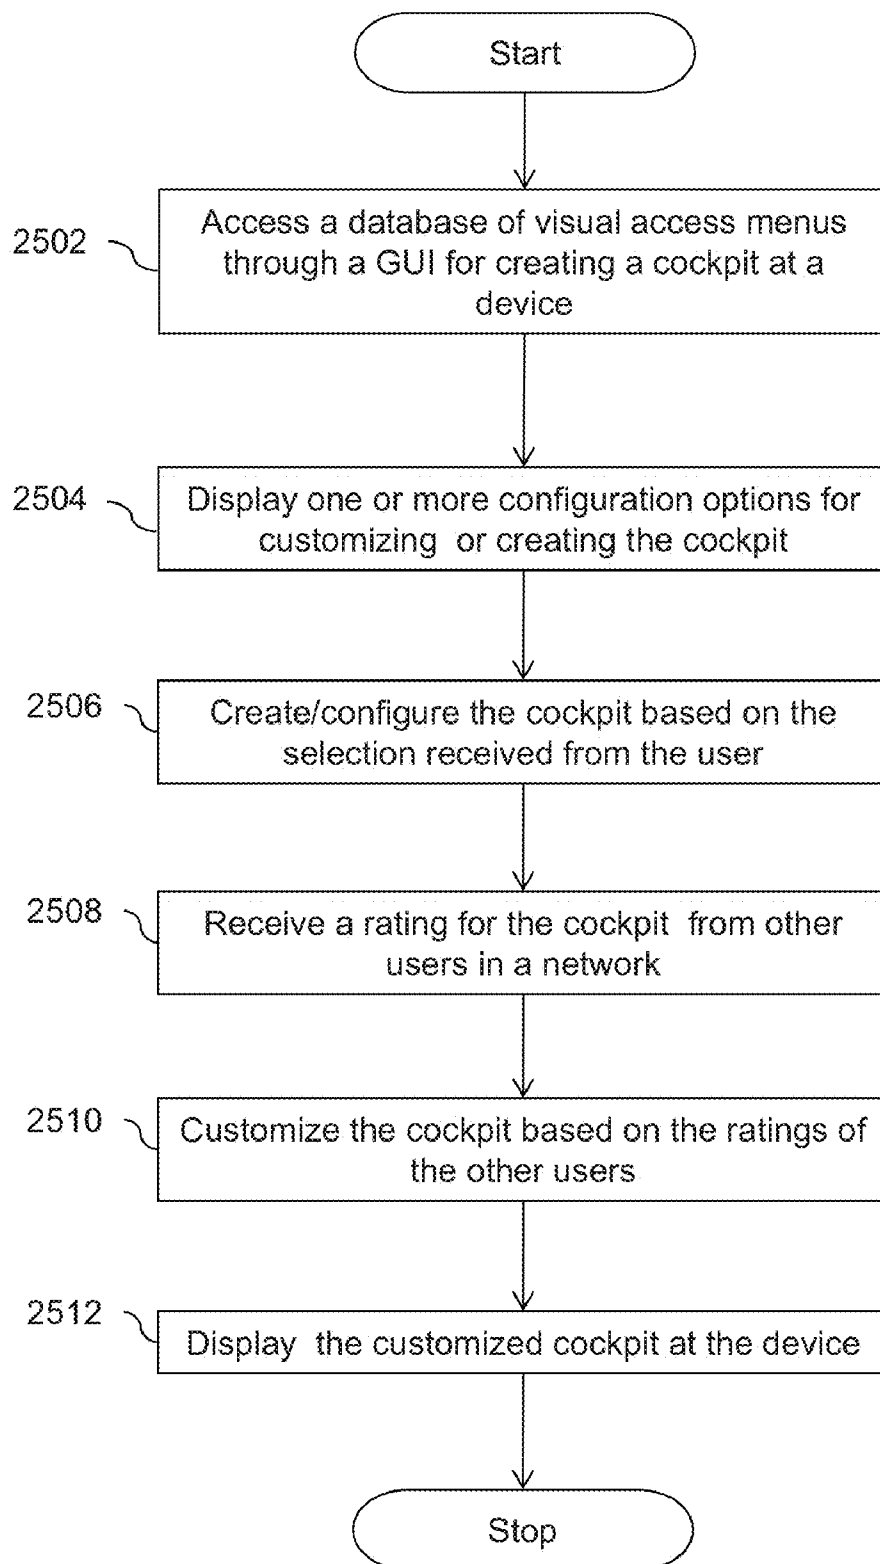 Start
2502
Access a database of visual access menus
through a GUI for creating a cockpit at a
device
2504
Display one or more configuration options for
customizing or creating the cockpit
2506
Create/configure the cockpit based on the
selection received from the user
2508
Receive a rating for the cockpit from other
users in a network
2510
Customize the cockpit based on the ratings of
the other users
2512
Display the customized cockpit at the device
Stop